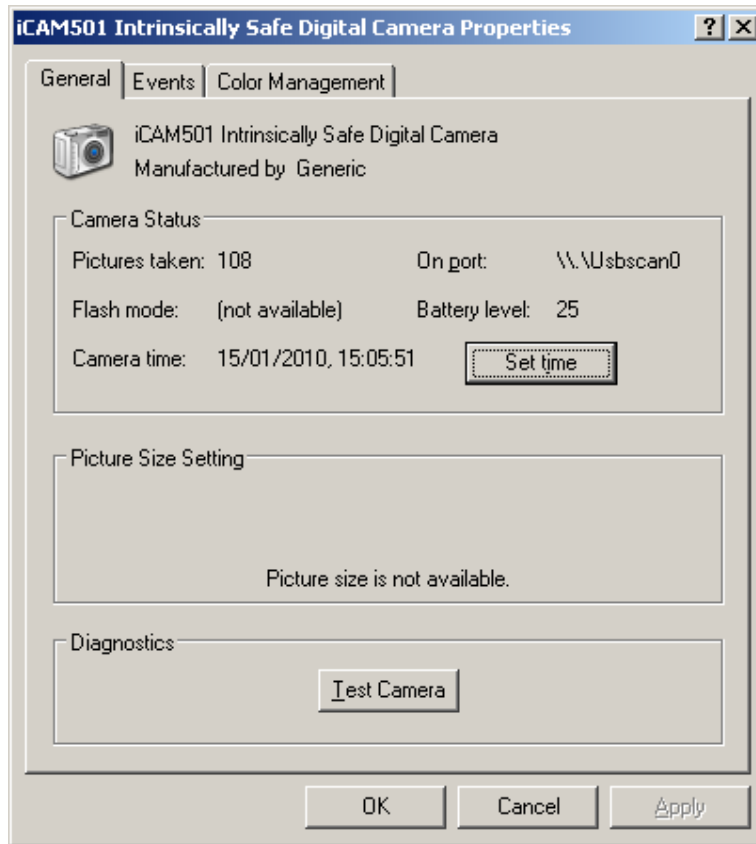 iCAM501 Intrinsically Safe Digital Camera Properties
General Events Color Management
iCAM501 Intrinsically Safe Digital Camera
Manufactured by Generic
Camera Status
Pictures taken: 108 On port: \\.\Usbscan0
Flash mode: (not available) Battery level: 25
Camera time: 15/01/2010, 15:05:51 Set time
Picture Size Setting
Picture size is not available.
Diagnostics
Test Camera
OK Cancel Apply